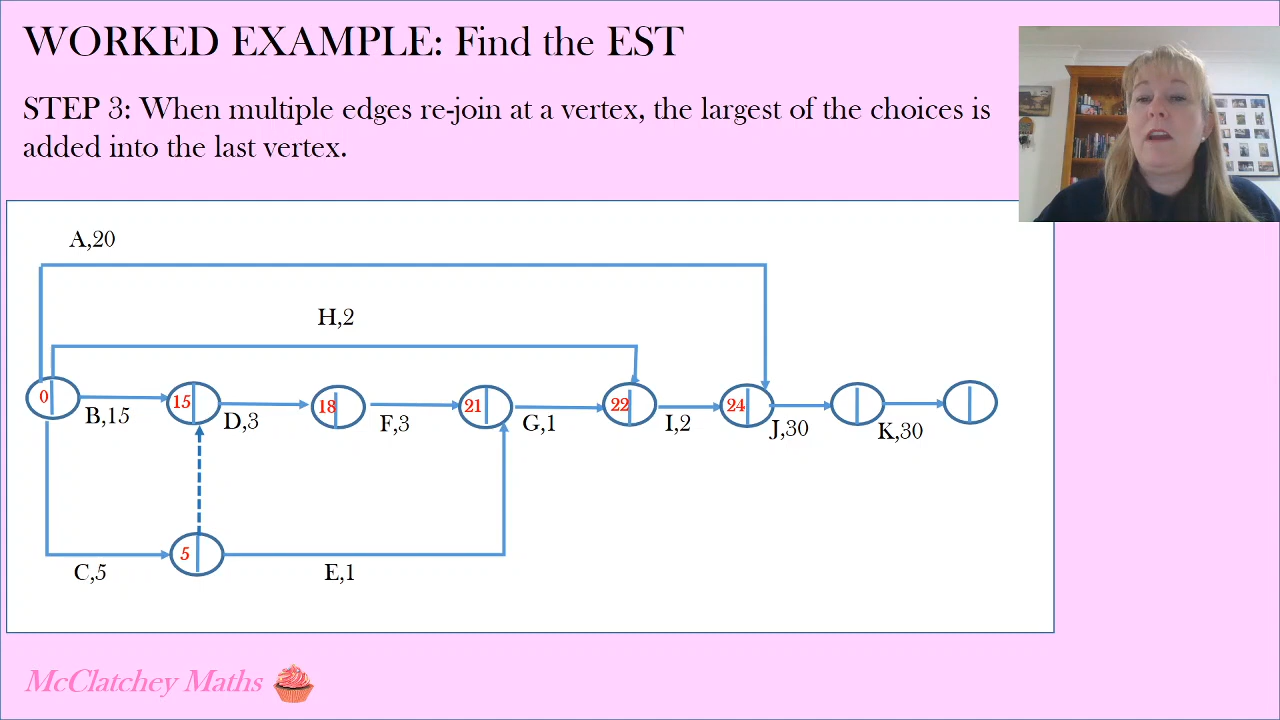 WORKED EXAMPLE: Find the EST
STEP 3: When multiple edges re-join at a vertex, the largest of the choices is
added into the last vertex.
A,20
H,2
0
15
18
21
22
24
B,15
D,3
F,3
G,1
I,2
J,30
K,30
5
C,5
E,1
McClatchey Maths